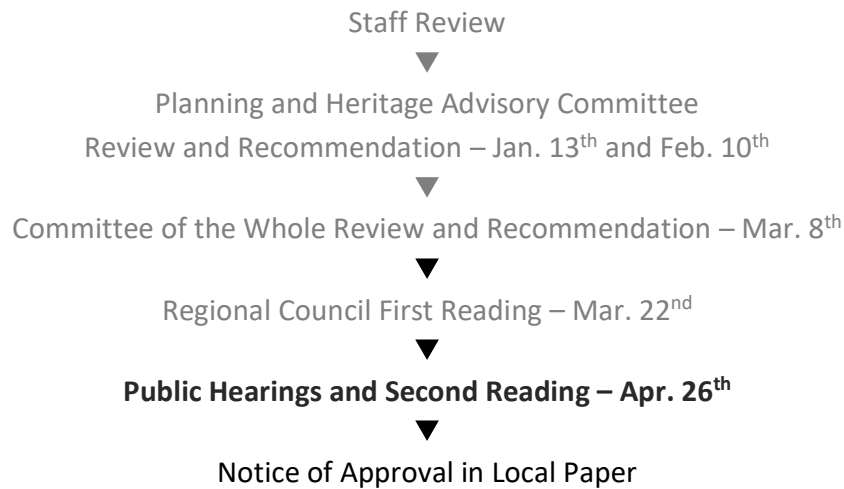 Staff Review
▼
Planning and Heritage Advisory Committee
Review and Recommendation – Jan. 13th and Feb. 10th
▼
Committee of the Whole Review and Recommendation – Mar. 8th
▼
Regional Council First Reading – Mar. 22nd
▼
Public Hearings and Second Reading – Apr. 26th
▼
Notice of Approval in Local Paper